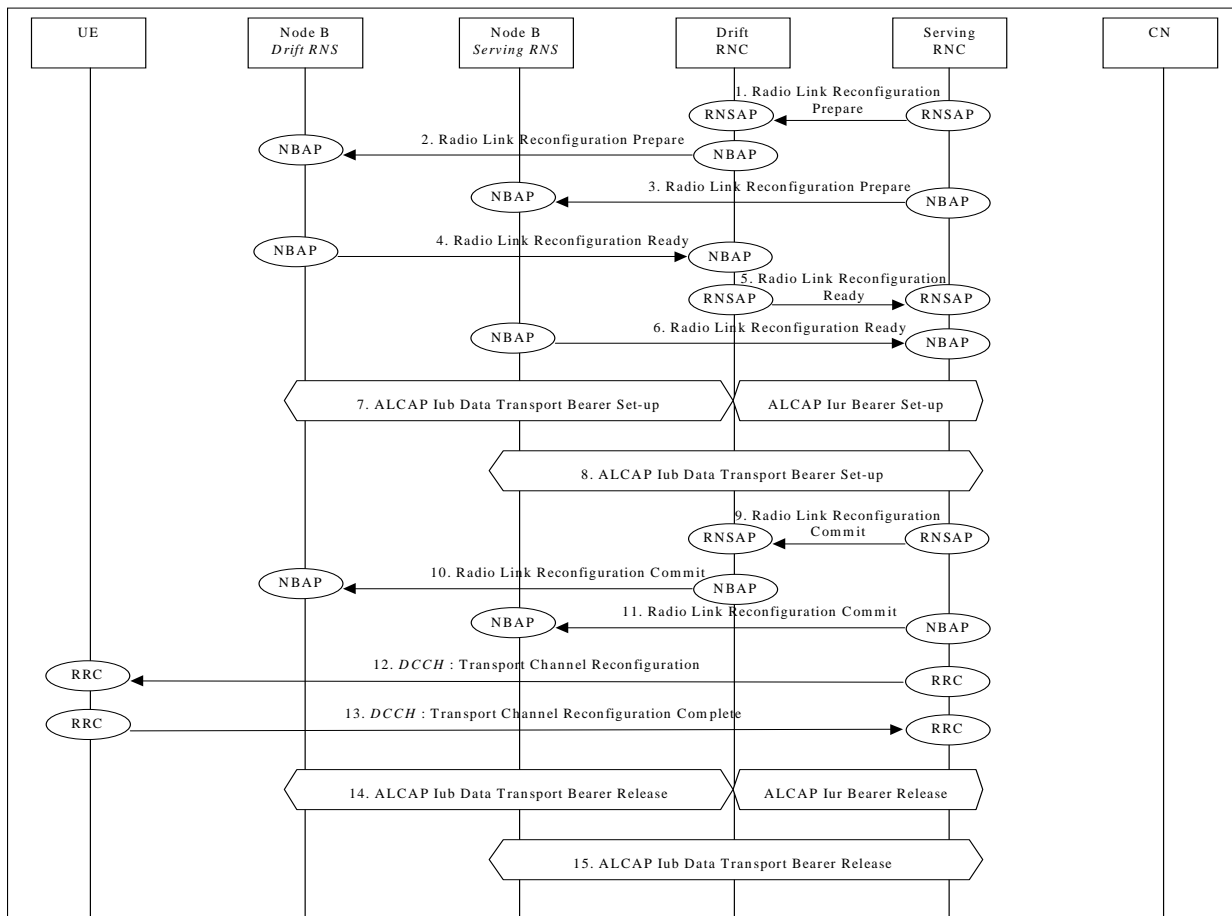 UE
Node B
Drift RNS
Node B
Serving RNS
Drift
RNC
Serving
RNC
CN
1. Radio Link Reconfiguration
Prepare
RNSAP
RNSAP
2. Radio Link Reconfiguration Prepare
NBAP
NBAP
3. Radio Link Reconfiguration Prepare
NBAP
NBAP
4. Radio Link Reconfiguration Ready
NBAP
NBAP
5. Radio Link Reconfiguration
Ready
RNSAP
RNSAP
6. Radio Link Reconfiguration Ready
NBAP
NBAP
7. ALCAP Iub Data Transport Bearer Set-up
ALCAP Iur Bearer Set-up
8. ALCAP Iub Data Transport Bearer Set-up
9. Radio Link Reconfiguration
Commit
RNSAP
RNSAP
10. Radio Link Reconfiguration Commit
NBAP
NBAP
11. Radio Link Reconfiguration Commit
NBAP
NBAP
12. DCCH : Transport Channel Reconfiguration
RRC
RRC
13. DCCH : Transport Channel Reconfiguration Complete
RRC
RRC
14. ALCAP Iub Data Transport Bearer Release
ALCAP Iur Bearer Release
15. ALCAP Iub Data Transport Bearer Release